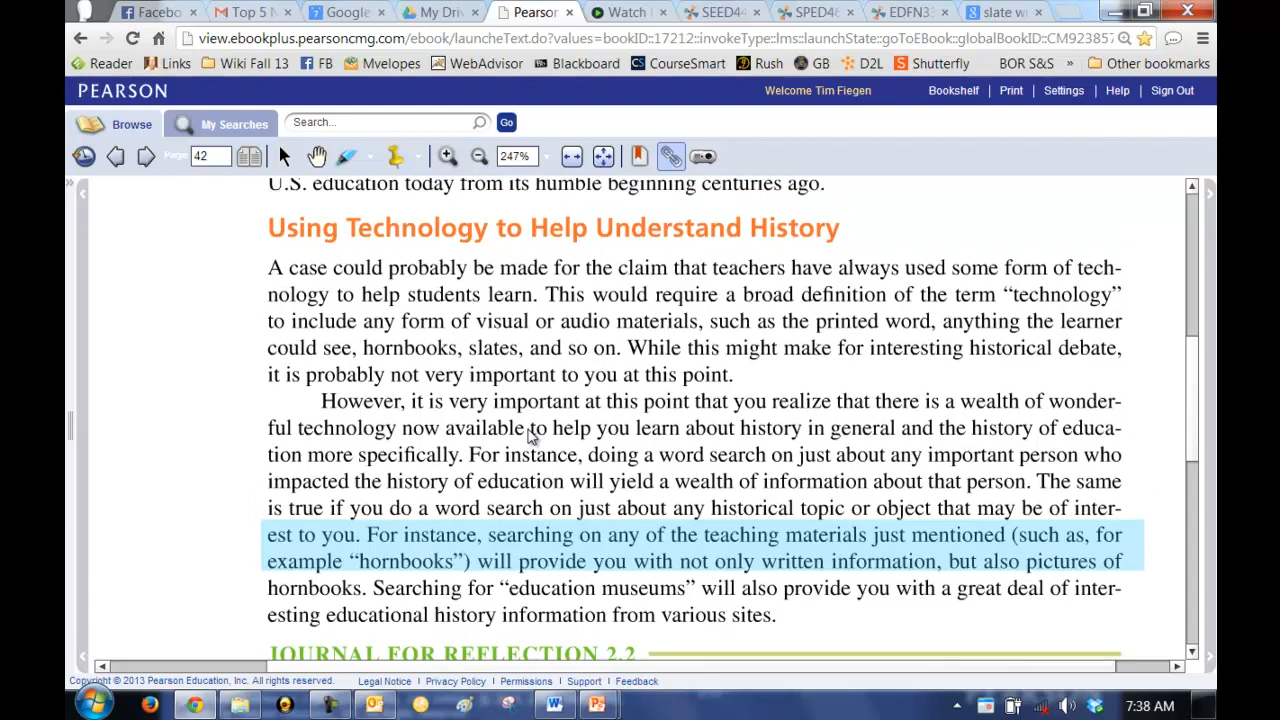 Facebo
Top 5 N
Google
My Driv
Pearson
Watch
SEED44
SPED46
EDFN33
slate w
view.ebookplus.pearsoncmg.com/ebook/launcheText.do?values=bookID::17212::invokeType::lms::launchState::goToEBook::globalBookID::CM923857
Reader Links Wiki Fall 13 FB Mvelopes WebAdvisor Blackboard CourseSmart Rush GB D2L Shutterfly BOR S&S » Other bookmarks
PEARSON Welcome Tim Fiegen Bookshelf Print Settings Help Sign Out
Browse My Searches Search... Go
Page 42 247%
U.S. education today from its humble beginning centuries ago.
Using Technology to Help Understand History
A case could probably be made for the claim that teachers have always used some form of tech-
nology to help students learn. This would require a broad definition of the term “technology”
to include any form of visual or audio materials, such as the printed word, anything the learner
could see, hornbooks, slates, and so on. While this might make for interesting historical debate,
it is probably not very important to you at this point.
However, it is very important at this point that you realize that there is a wealth of wonder-
ful technology now available to help you learn about history in general and the history of educa-
tion more specifically. For instance, doing a word search on just about any important person who
impacted the history of education will yield a wealth of information about that person. The same
is true if you do a word search on just about any historical topic or object that may be of inter-
est to you. For instance, searching on any of the teaching materials just mentioned (such as, for
example “hornbooks”) will provide you with not only written information, but also pictures of
hornbooks. Searching for “education museums” will also provide you with a great deal of inter-
esting educational history information from various sites.
JOURNAL FOR REFLECTION 2.2
Copyright © 2013 Pearson Education, Inc. All rights reserved. Legal Notice | Privacy Policy | Permissions | Support | Feedback
7:38 AM